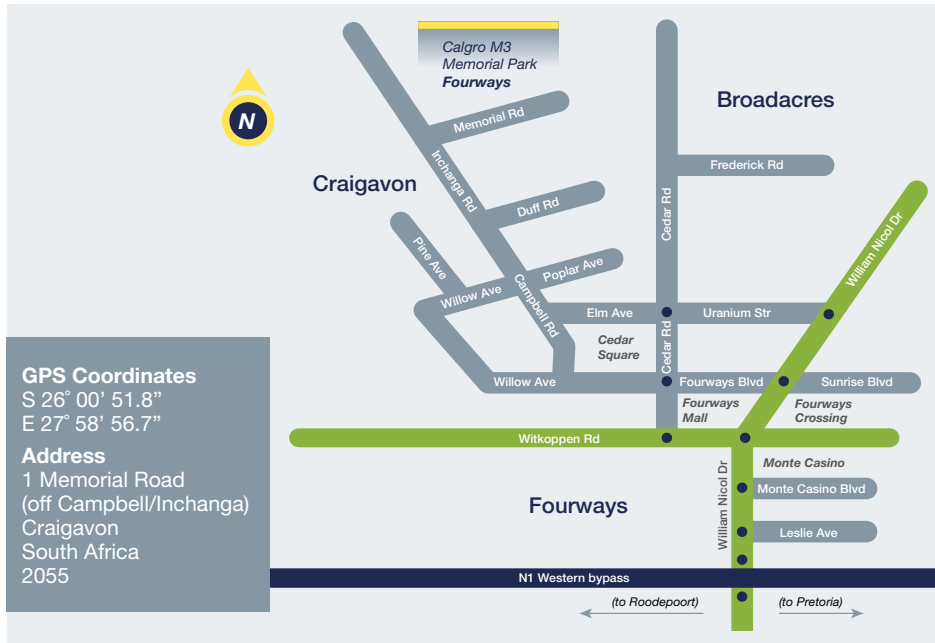 Calgro M3
Memorial Park
Fourways
N
Broadacres
Memorial Rd
Frederick Rd
Craigavon
Inchanga Rd
Duff Rd
Cedar Rd
William Nicol Dr
Pine Ave
Poplar Ave
Willow Ave
Campbell Rd
Elm Ave
Uranium Str
Cedar
Square
Cedar Rd
Willow Ave
Fourways Blvd
Sunrise Blvd
Fourways
Mall
Fourways
Crossing
Witkoppen Rd
Monte Casino
William Nicol Dr
Monte Casino Blvd
Fourways
Leslie Ave
N1 Western bypass
(to Roodepoort)
(to Pretoria)
GPS Coordinates
S 26° 00’ 51.8”
E 27° 58’ 56.7”
Address
1 Memorial Road
(off Campbell/Inchanga)
Craigavon
South Africa
2055